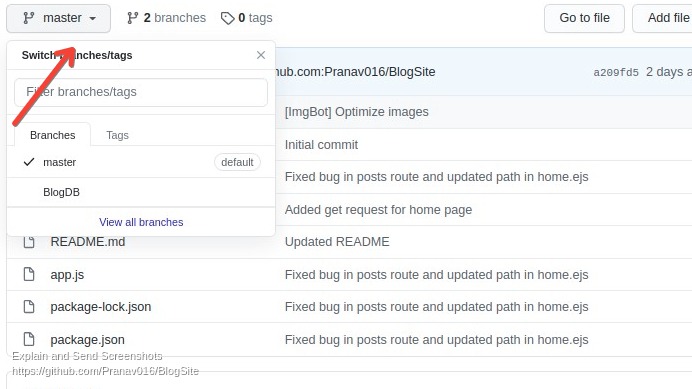 master 2 branches 0 tags Go to file Add file
Switch branches/tags
hub.com:Pranav016/BlogSite a209fd5 2 days a
Filter branches/tags
[ImgBot] Optimize images
Branches Tags
Initial commit
master default
Fixed bug in posts route and updated path in home.ejs
BlogDB
Added get request for home page
View all branches
README.md Updated README
app.js Fixed bug in posts route and updated path in home.ejs
package-lock.json Fixed bug in posts route and updated path in home.ejs
package.json Fixed bug in posts route and updated path in home.ejs
Explain and Send Screenshots
https://github.com/Pranav016/BlogSite